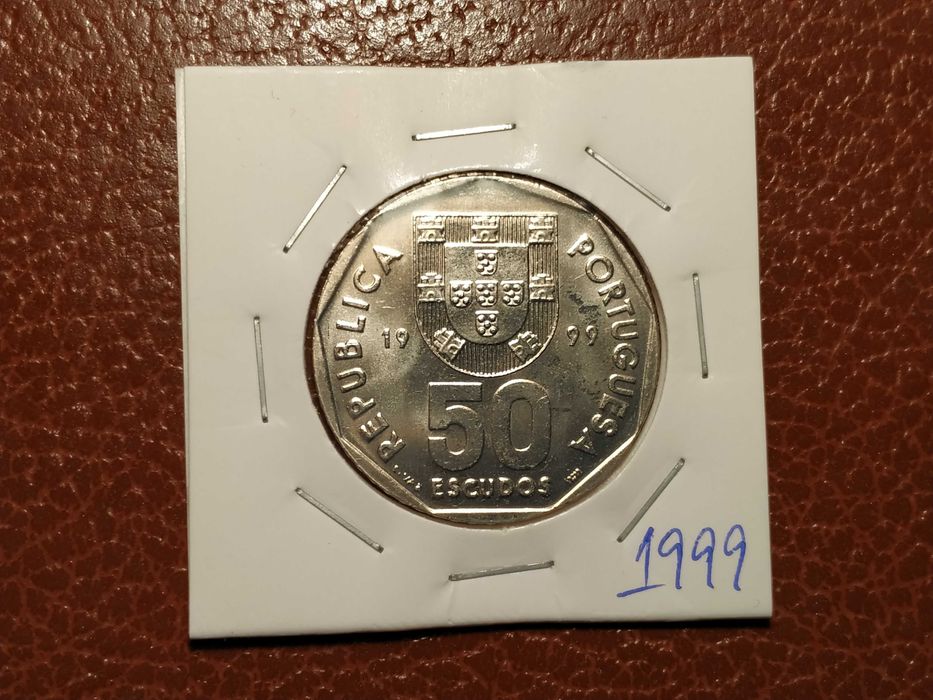 REPUBLICA PORTUGUESA
19 99
50
ESCUDOS
1999